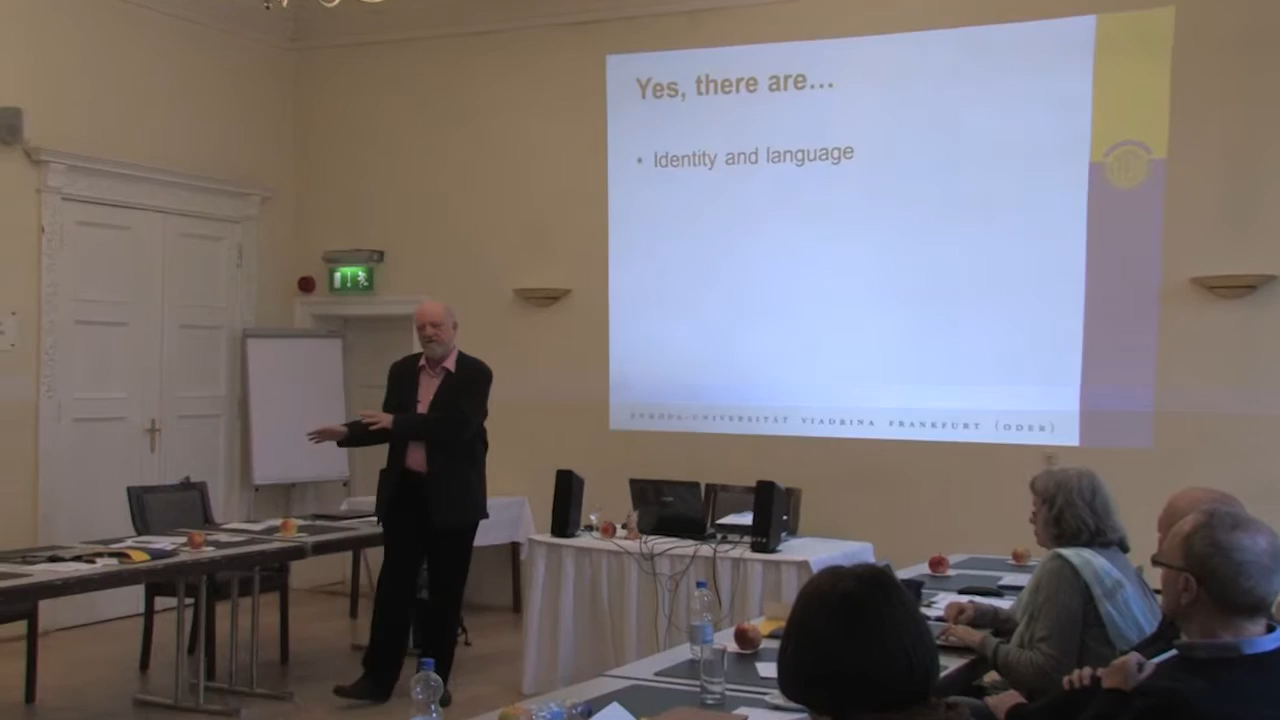 Yes, there are...
• Identity and language
EUROPA-UNIVERSITÄT VIADRINA FRANKFURT (ODER)